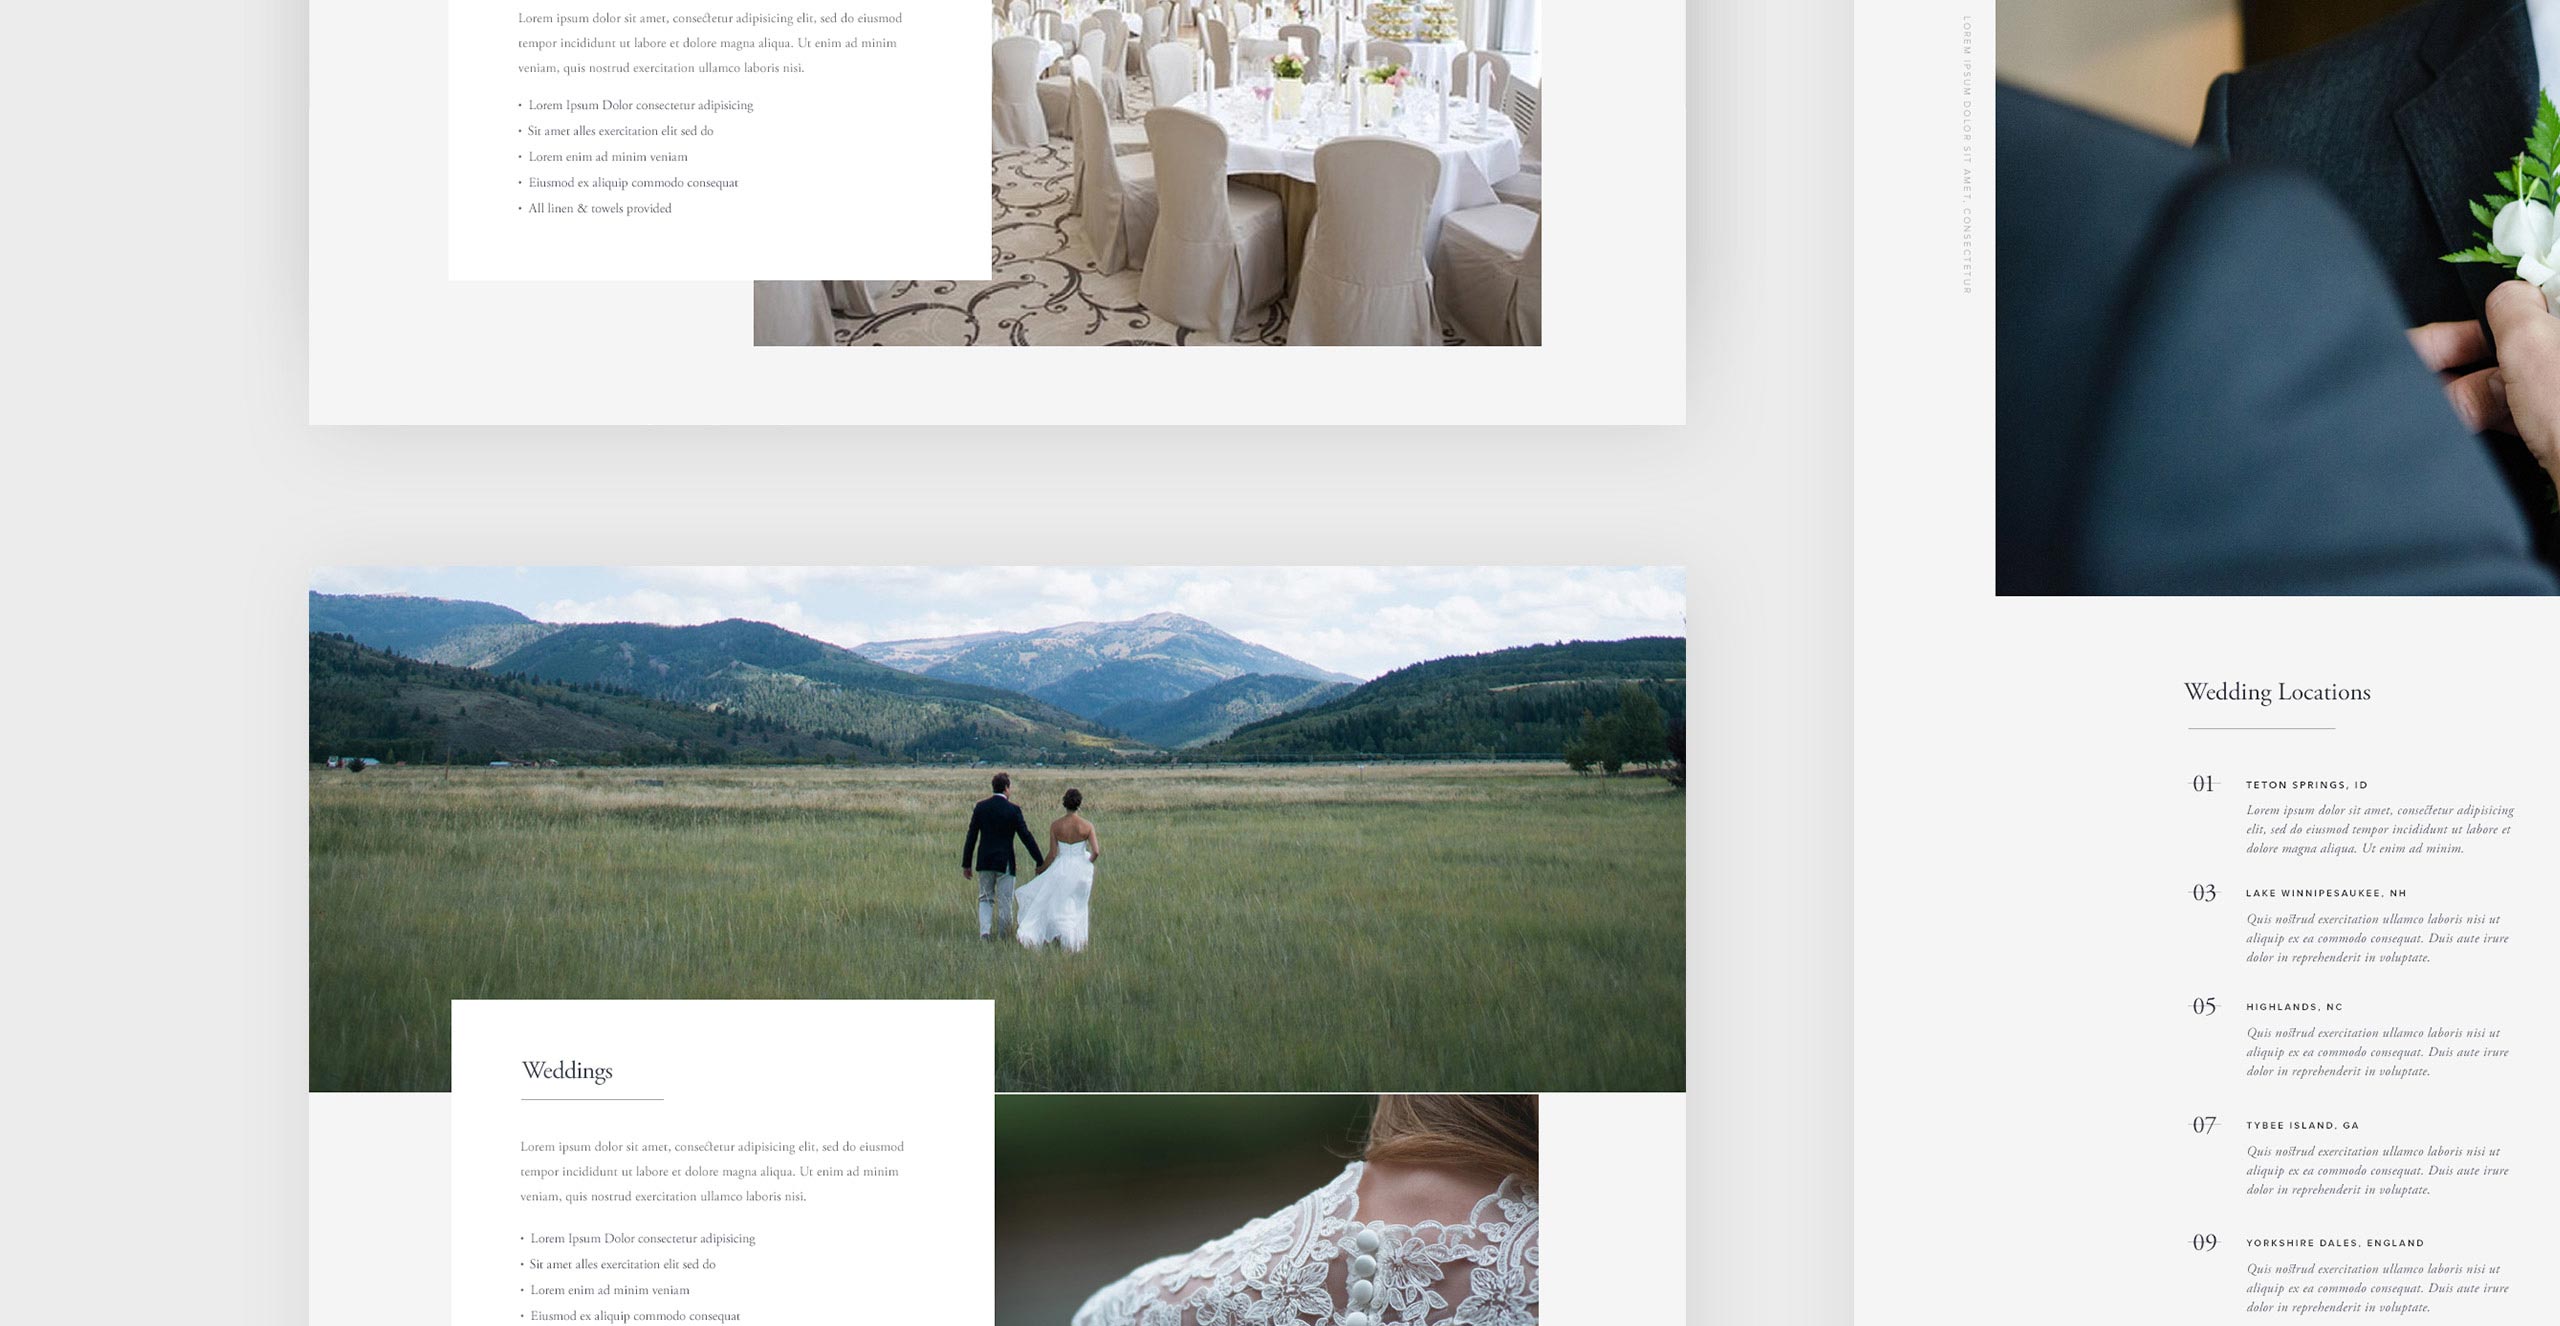 Lorem ipsum dolor sit amet, consectetur adipisicing elit, sed do eiusmod
tempor incididunt ut labore et dolore magna aliqua. Ut enim ad minim
veniam, quis nostrud exercitation ullamco laboris nisi.
• Lorem Ipsum Dolor consectetur adipisicing
• Sit amet alles exercitation elit sed do
• Lorem enim ad minim veniam
• Eiusmod ex aliquip commodo consequat
• All linen & towels provided
Weddings
Lorem ipsum dolor sit amet, consectetur adipisicing elit, sed do eiusmod
tempor incididunt ut labore et dolore magna aliqua. Ut enim ad minim
veniam, quis nostrud exercitation ullamco laboris nisi.
• Lorem Ipsum Dolor consectetur adipisicing
• Sit amet alles exercitation elit sed do
• Lorem enim ad minim veniam
• Eiusmod ex aliquip commodo consequat
LOREM IPSUM DOLOR SIT AMET, CONSECTETUR
Wedding Locations
01 TETON SPRINGS, ID
Lorem ipsum dolor sit amet, consectetur adipisicing
elit, sed do eiusmod tempor incididunt ut labore et
dolore magna aliqua. Ut enim ad minim.
03 LAKE WINNIPESAUKEE, NH
Quis nostrud exercitation ullamco laboris nisi ut
aliquip ex ea commodo consequat. Duis aute irure
dolor in reprehenderit in voluptate.
05 HIGHLANDS, NC
Quis nostrud exercitation ullamco laboris nisi ut
aliquip ex ea commodo consequat. Duis aute irure
dolor in reprehenderit in voluptate.
07 TYBEE ISLAND, GA
Quis nostrud exercitation ullamco laboris nisi ut
aliquip ex ea commodo consequat. Duis aute irure
dolor in reprehenderit in voluptate.
09 YORKSHIRE DALES, ENGLAND
Quis nostrud exercitation ullamco laboris nisi ut
aliquip ex ea commodo consequat. Duis aute irure
dolor in reprehenderit in voluptate.